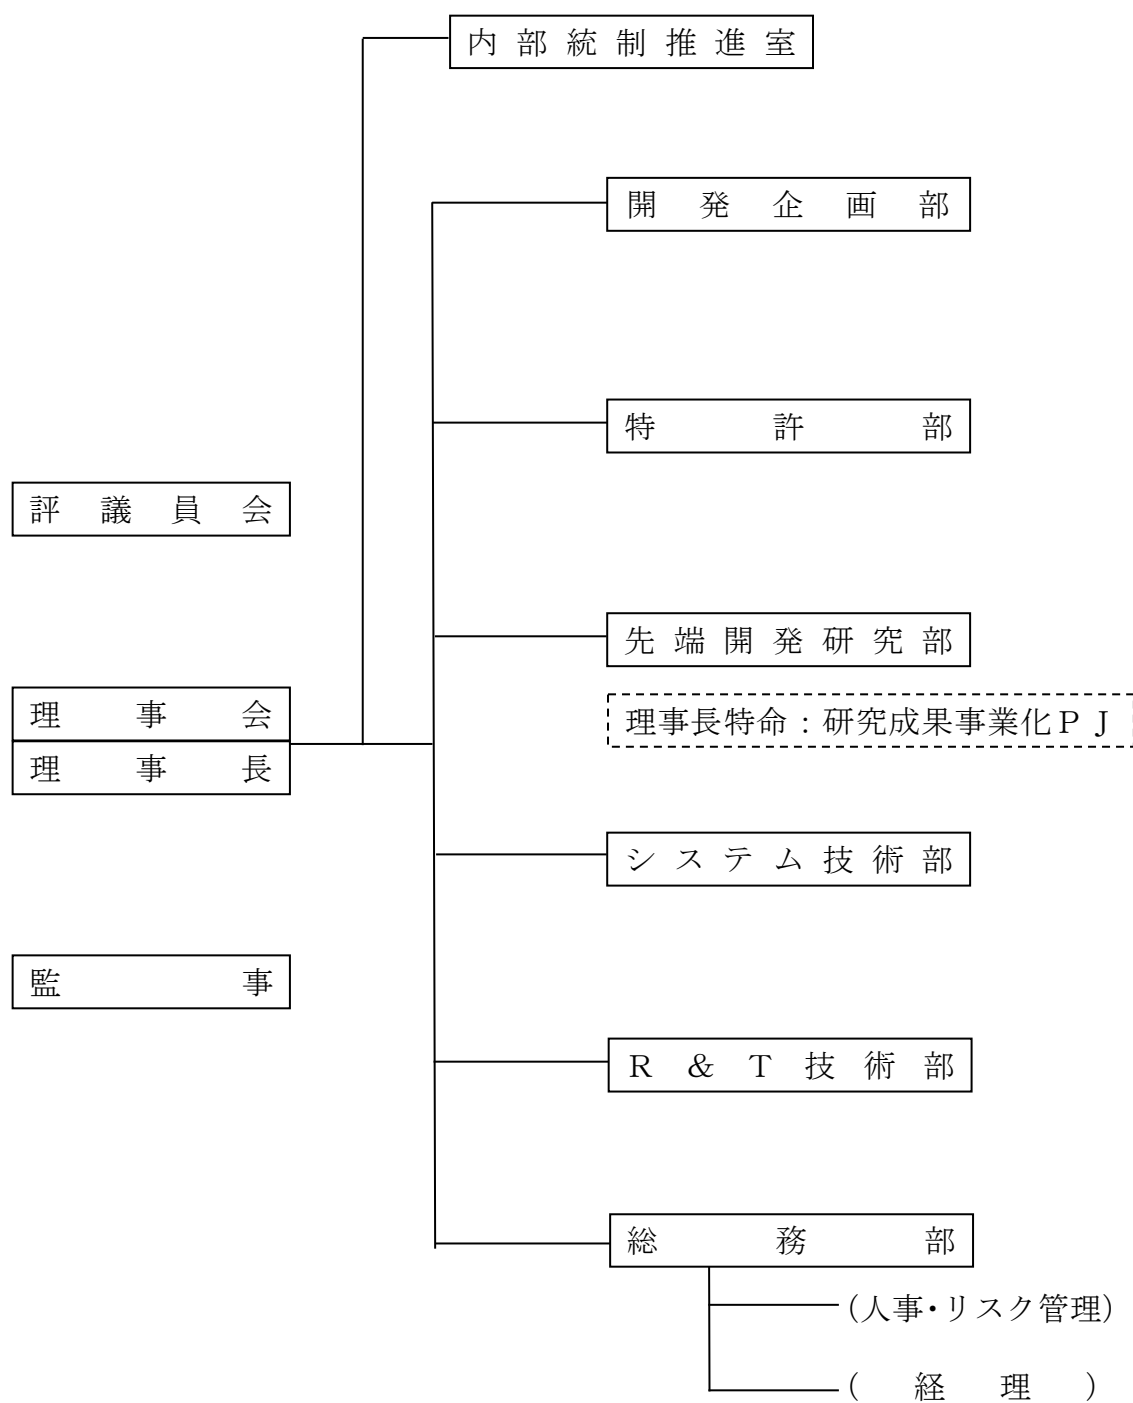 内部統制推進室
開発企画部
特許部
評議員会
先端開発研究部
理事会
理事長特命：研究成果事業化ＰＪ
理事長
システム技術部
監事
Ｒ＆Ｔ技術部
総務部
(人事・リスク管理)
(経理)